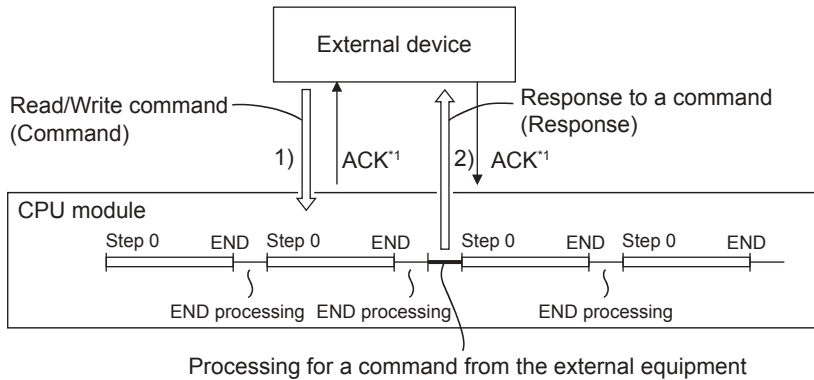 External device
Read/Write command
(Command)
Response to a command
(Response)
1)
ACK*1
2)
ACK*1
CPU module
Step 0
END
Step 0
END
Step 0
END
Step 0
END
END processing
END processing
END processing
Processing for a command from the external equipment